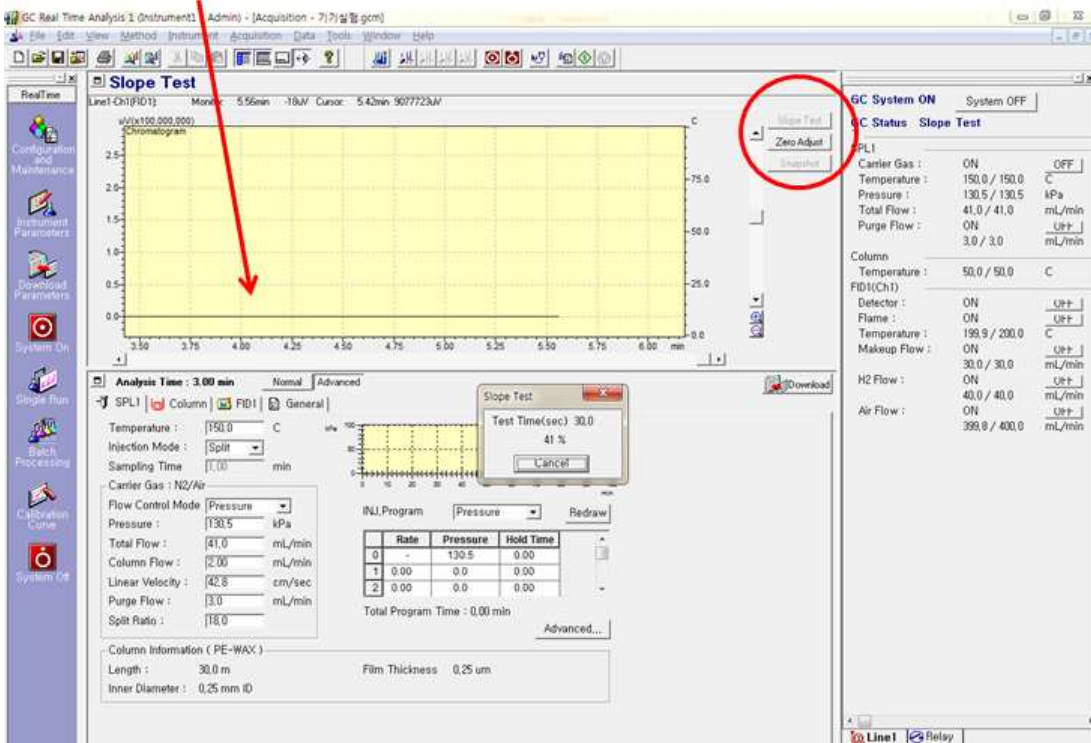 GC Real Time Analysis 1 (Instrument1 Admin) - [Acquisition - 기기실험.gcm]
File Edit View Method Instrument Acquisition Data Tools Window Help
RealTime
Configuration and Maintenance
Instrument Parameters
Download Parameters
System On
Single Run
Batch Processing
Calibration Curve
System Off
Slope Test
Line1-Ch1(FID1): Monitor: 5.56min -18uV Cursor: 5.42min 9077723uV
uV(x100,000,000)
Chromatogram
C
2.5
2.0
1.5
1.0
0.5
0.0
75.0
50.0
25.0
0.0
3.50 3.75 4.00 4.25 4.50 4.75 5.00 5.25 5.50 5.75 6.00 min
Slope Test
Zero Adjust
Snapshot
Analysis Time : 3.00 min Normal Advanced
Download
SPL1 Column FID1 General
Temperature : 150.0 C
Injection Mode : Split
Sampling Time 1.00 min
Carrier Gas : N2/Air
Flow Control Mode Pressure
Pressure : 130.5 kPa
Total Flow : 41.0 mL/min
Column Flow : 2.00 mL/min
Linear Velocity : 42.8 cm/sec
Purge Flow : 3.0 mL/min
Split Ratio : 18.0
kPa
100
0 10 20 30 40
min
Slope Test
Test Time(sec) 30.0
41 %
Cancel
INJ.Program Pressure Redraw
Rate Pressure Hold Time
0 - 130.5 0.00
1 0.00 0.0 0.00
2 0.00 0.0 0.00
Total Program Time : 0.00 min
Advanced...
Column Information ( PE-WAX )
Length : 30.0 m Film Thickness 0.25 um
Inner Diameter : 0.25 mm ID
GC System ON System OFF
GC Status Slope Test
SPL1
Carrier Gas : ON OFF
Temperature : 150.0 / 150.0 C
Pressure : 130.5 / 130.5 kPa
Total Flow : 41.0 / 41.0 mL/min
Purge Flow : ON OFF
3.0 / 3.0 mL/min
Column
Temperature : 50.0 / 50.0 C
FID1(Ch1)
Detector : ON OFF
Flame : ON OFF
Temperature : 199.9 / 200.0 C
Makeup Flow : ON OFF
30.0 / 30.0 mL/min
H2 Flow : ON OFF
40.0 / 40.0 mL/min
Air Flow : ON OFF
399.8 / 400.0 mL/min
Line1 Relay